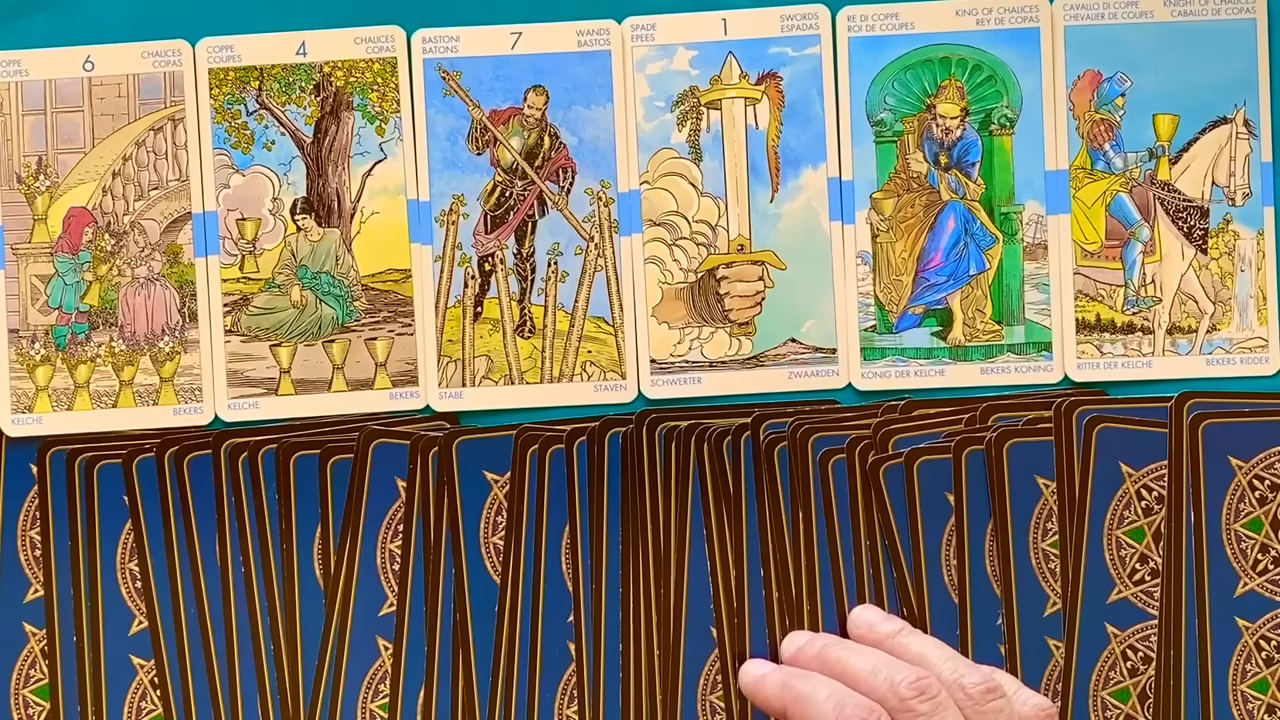 OPPE 6 CHALICES
OUPES COPAS
KELCHE BEKERS
COPPE 4 CHALICES
COUPES COPAS
KELCHE BEKERS
BASTONI 7 WANDS
BATONS BASTOS
STABE STAVEN
SPADE 1 SWORDS
EPEES ESPADAS
SCHWERTER ZWAARDEN
RE DI COPPE KING OF CHALICES
ROI DE COUPES REY DE COPAS
KÖNIG DER KELCHE BEKERS KONING
CAVALLO DI COPPE KNIGHT OF CHALICES
CHEVALIER DE COUPES CABALLO DE COPAS
RITTER DER KELCHE BEKERS RIDDER